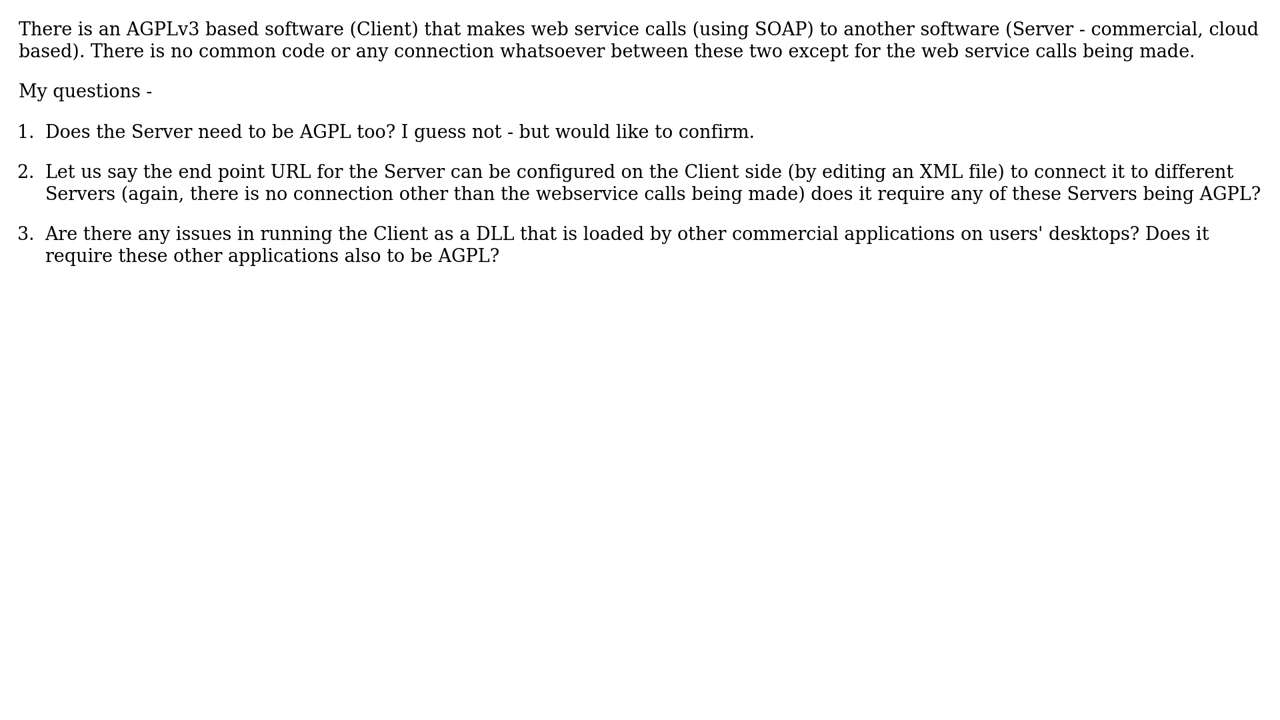 There is an AGPLv3 based software (Client) that makes web service calls (using SOAP) to another software (Server - commercial, cloud
based). There is no common code or any connection whatsoever between these two except for the web service calls being made.
My questions -
1. Does the Server need to be AGPL too? I guess not - but would like to confirm.
2. Let us say the end point URL for the Server can be configured on the Client side (by editing an XML file) to connect it to different
Servers (again, there is no connection other than the webservice calls being made) does it require any of these Servers being AGPL?
3. Are there any issues in running the Client as a DLL that is loaded by other commercial applications on users' desktops? Does it
require these other applications also to be AGPL?